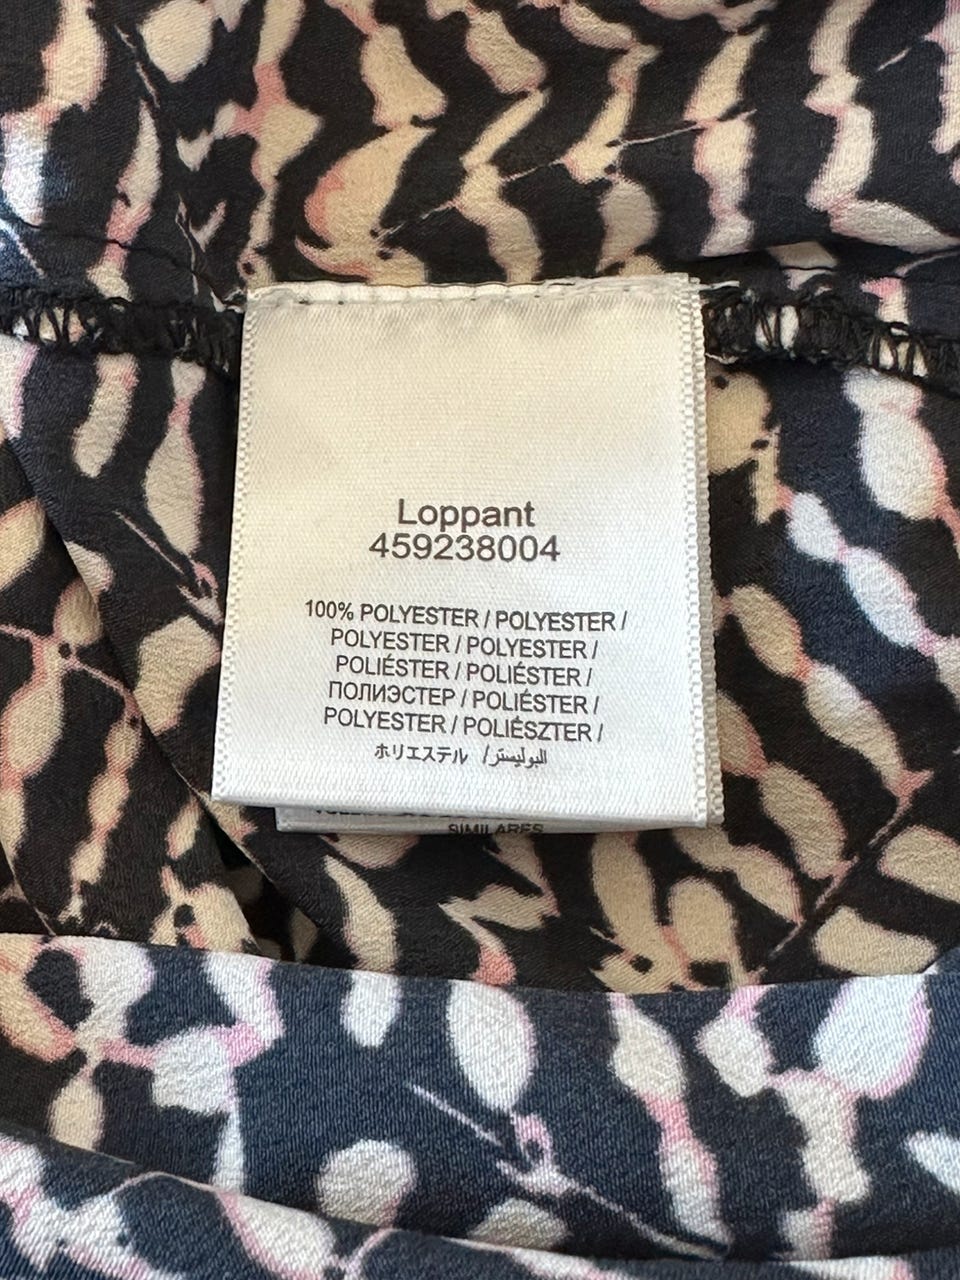 Loppant
459238004
100% POLYESTER / POLYESTER /
POLYESTER / POLYESTER /
POLIÉSTER / POLIÉSTER /
ПОЛИЭСТЕР / POLIÉSTER /
POLYESTER / POLIÉSZTER /
ホリエステル / البوليستر
SIMILARES